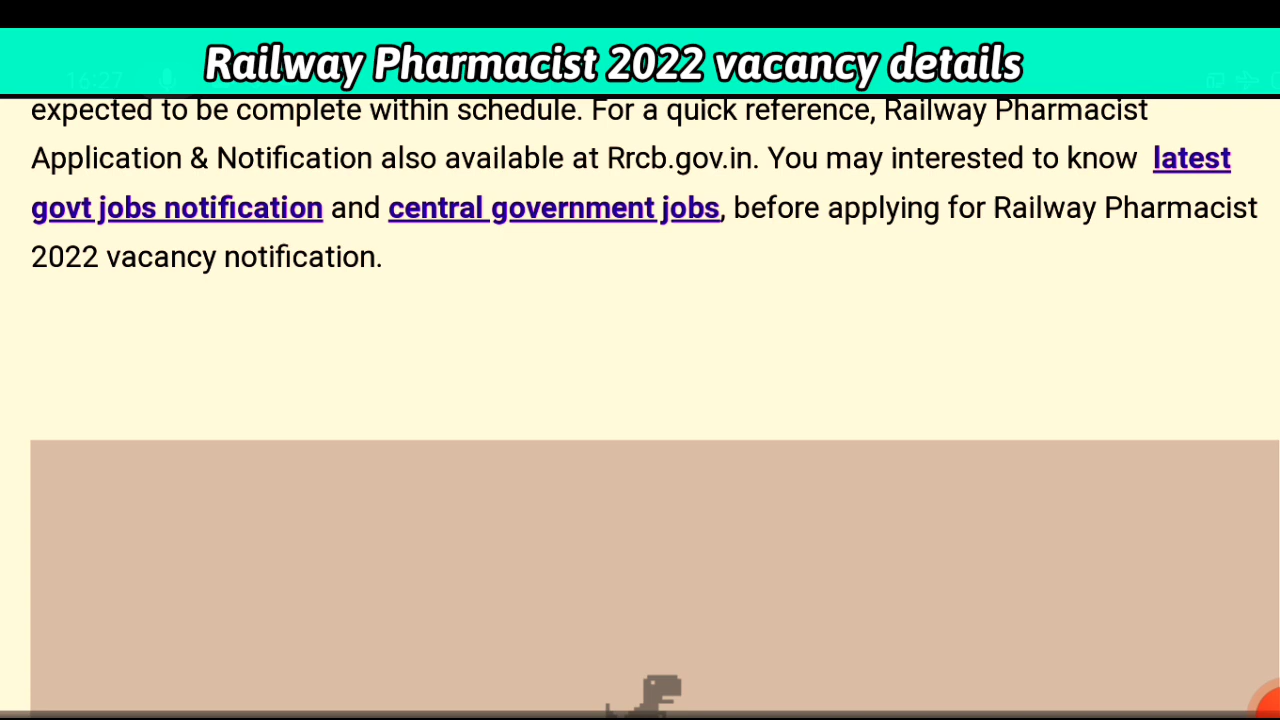 Railway Pharmacist 2022 vacancy details
16:27
expected to be complete within schedule. For a quick reference, Railway Pharmacist
Application & Notification also available at Rrcb.gov.in. You may interested to know latest
govt jobs notification and central government jobs, before applying for Railway Pharmacist
2022 vacancy notification.